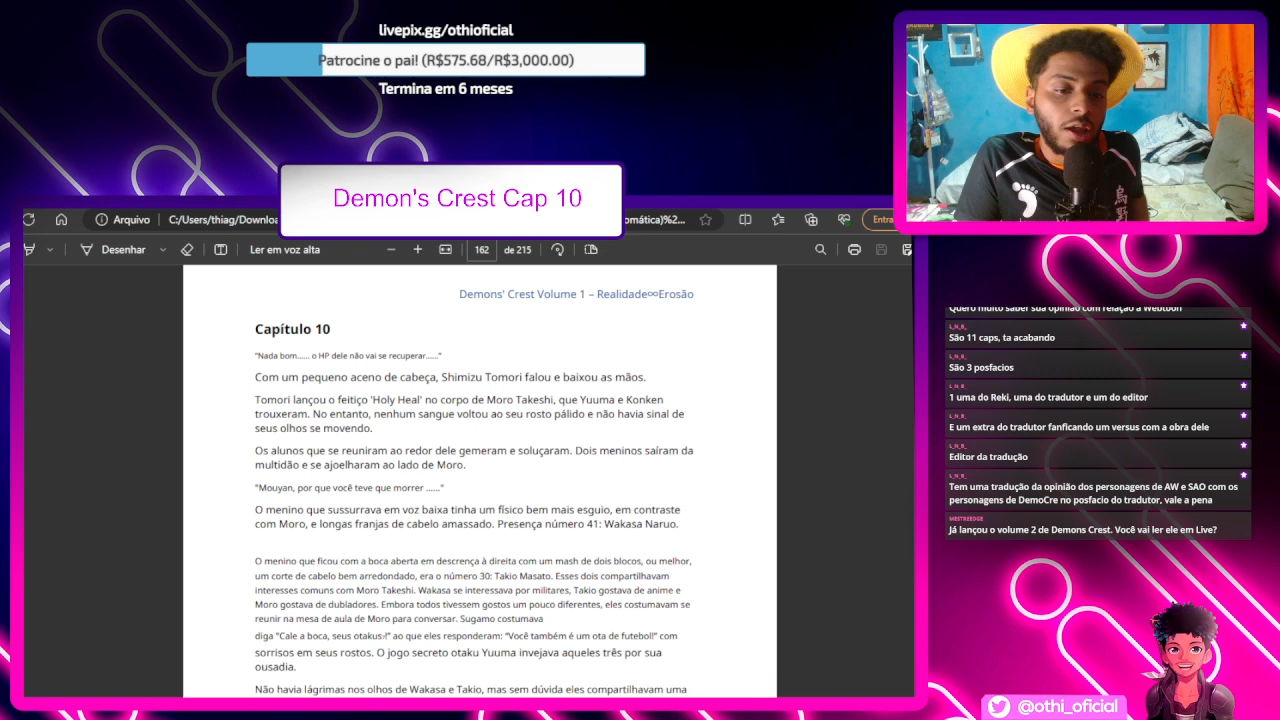 livepix.gg/othioficial
Patrocine o pai! (R$575.68/R$3,000.00)
Termina em 6 meses
Demon's Crest Cap 10
Arquivo
C:/Users/thiag/Downloa
omática)%2...
Entra
Desenhar
Ler em voz alta
162
de 215
Demons' Crest Volume 1 – Realidade∞Erosão
Capítulo 10
"Nada bom...... o HP dele não vai se recuperar......"
Com um pequeno aceno de cabeça, Shimizu Tomori falou e baixou as mãos.
Tomori lançou o feitiço 'Holy Heal' no corpo de Moro Takeshi, que Yuuma e Konken
trouxeram. No entanto, nenhum sangue voltou ao seu rosto pálido e não havia sinal de
seus olhos se movendo.
Os alunos que se reuniram ao redor dele gemeram e soluçaram. Dois meninos saíram da
multidão e se ajoelharam ao lado de Moro.
"Mouyan, por que você teve que morrer ......"
O menino que sussurrava em voz baixa tinha um físico bem mais esguio, em contraste
com Moro, e longas franjas de cabelo amassado. Presença número 41: Wakasa Naruo.
O menino que ficou com a boca aberta em descrença à direita com um mash de dois blocos, ou melhor,
um corte de cabelo bem arredondado, era o número 30: Takio Masato. Esses dois compartilhavam
interesses comuns com Moro Takeshi. Wakasa se interessava por militares, Takio gostava de anime e
Moro gostava de dubladores. Embora todos tivessem gostos um pouco diferentes, eles costumavam se
reunir na mesa de aula de Moro para conversar. Sugamo costumava
diga "Cale a boca, seus otakus!" ao que eles responderam: "Você também é um ota de futebol!" com
sorrisos em seus rostos. O jogo secreto otaku Yuuma invejava aqueles três por sua
ousadia.
Não havia lágrimas nos olhos de Wakasa e Takio, mas sem dúvida eles compartilhavam uma
Quero muito saber sua opinião com relação a Webtoon
L_N_R_
São 11 caps, ta acabando
L_N_R_
São 3 posfacios
L_N_R_
1 uma do Reki, uma do tradutor e um do editor
L_N_R_
E um extra do tradutor fanficando um versus com a obra dele
L_N_R_
Editor da tradução
L_N_R_
Tem uma tradução da opinião dos personagens de AW e SAO com os
personagens de DemoCre no posfacio do tradutor, vale a pena
MESTREEDGE
Já lançou o volume 2 de Demons Crest. Você vai ler ele em Live?
@othi_oficial